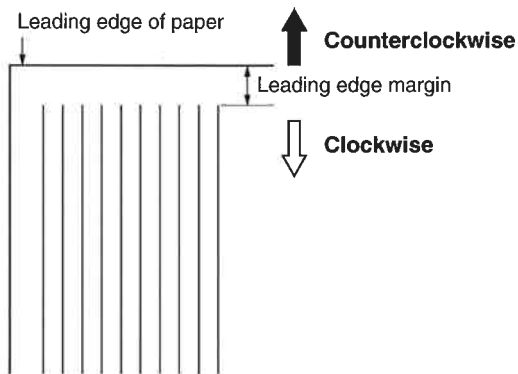 Leading edge of paper
Counterclockwise
Leading edge margin
Clockwise